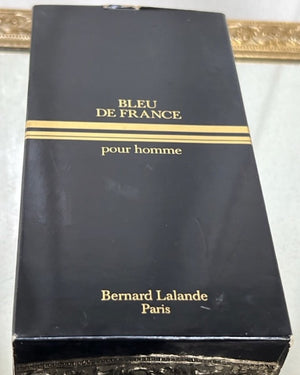 BLEU
DE FRANCE
pour homme
Bernard Lalande
Paris